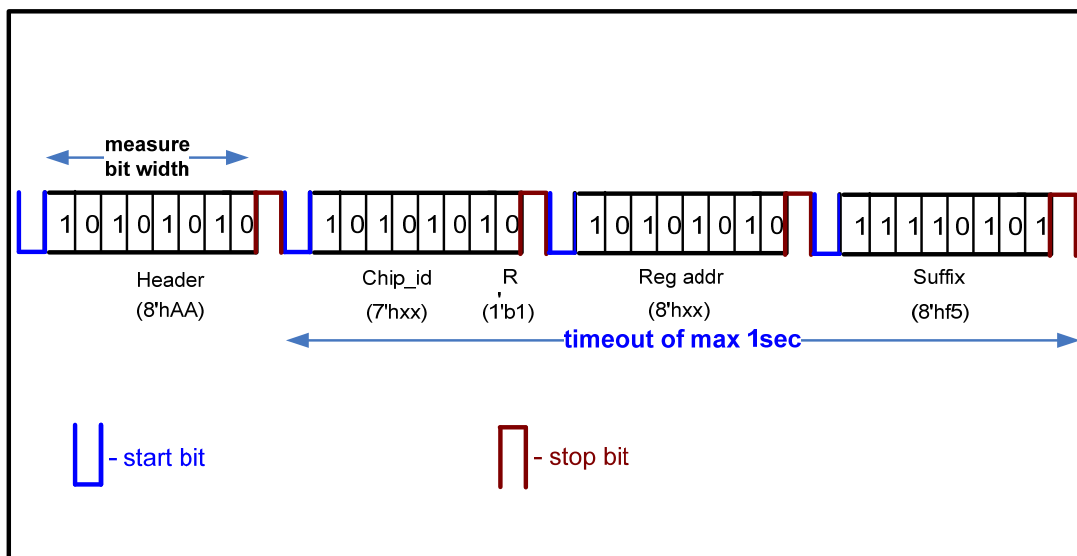 measure
bit width
1 0 1 0 1 0 1 0
1 0 1 0 1 0 1 0
1 0 1 0 1 0 1 0
1 1 1 1 0 1 0 1
Header
(8'hAA)
Chip_id
(7'hxx)
R
(1'b1)
Reg addr
(8'hxx)
Suffix
(8'hf5)
timeout of max 1sec
- start bit
- stop bit